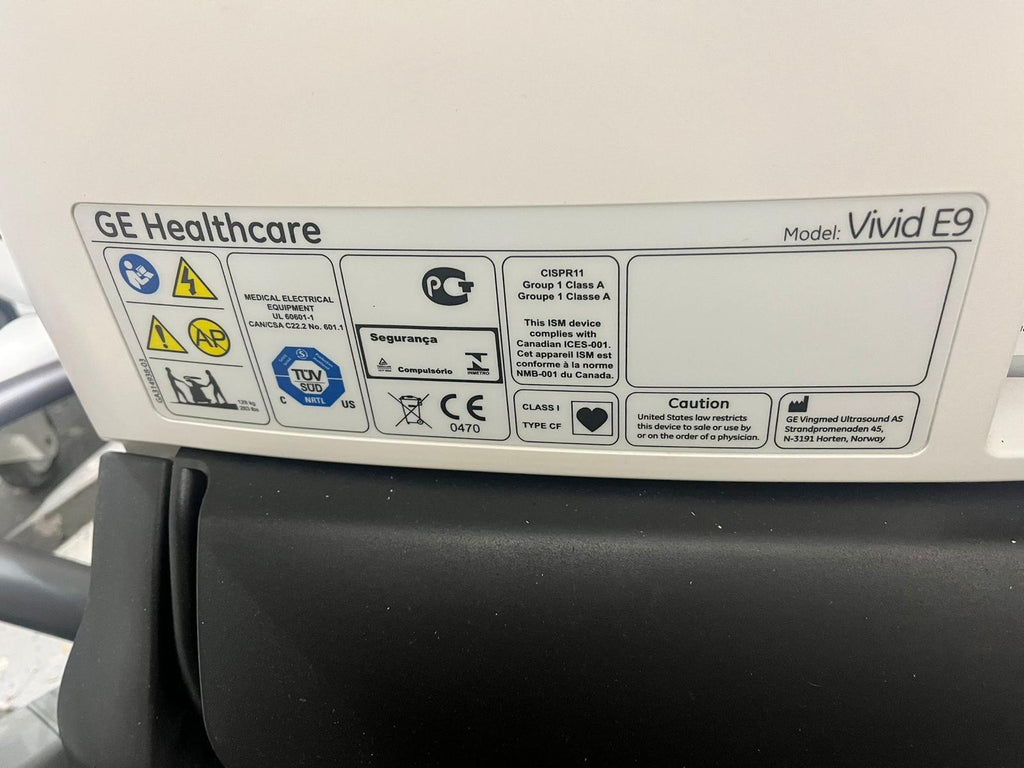 GE Healthcare
Model: Vivid E9
AP
GA314938-03
MEDICAL ELECTRICAL
EQUIPMENT
UL 60601-1
CAN/CSA C22.2 No. 601.1
TÜV
SÜD
NRTL
C US
Segurança
Compulsório
INMETRO
CE
0470
CISPR11
Group 1 Class A
Groupe 1 Classe A
This ISM device
complies with
Canadian ICES-001.
Cet appareil ISM est
conforme à la norme
NMB-001 du Canada.
CLASS I
TYPE CF
Caution
United States law restricts
this device to sale or use by
or on the order of a physician.
GE Vingmed Ultrasound AS
Strandpromenaden 45,
N-3191 Horten, Norway